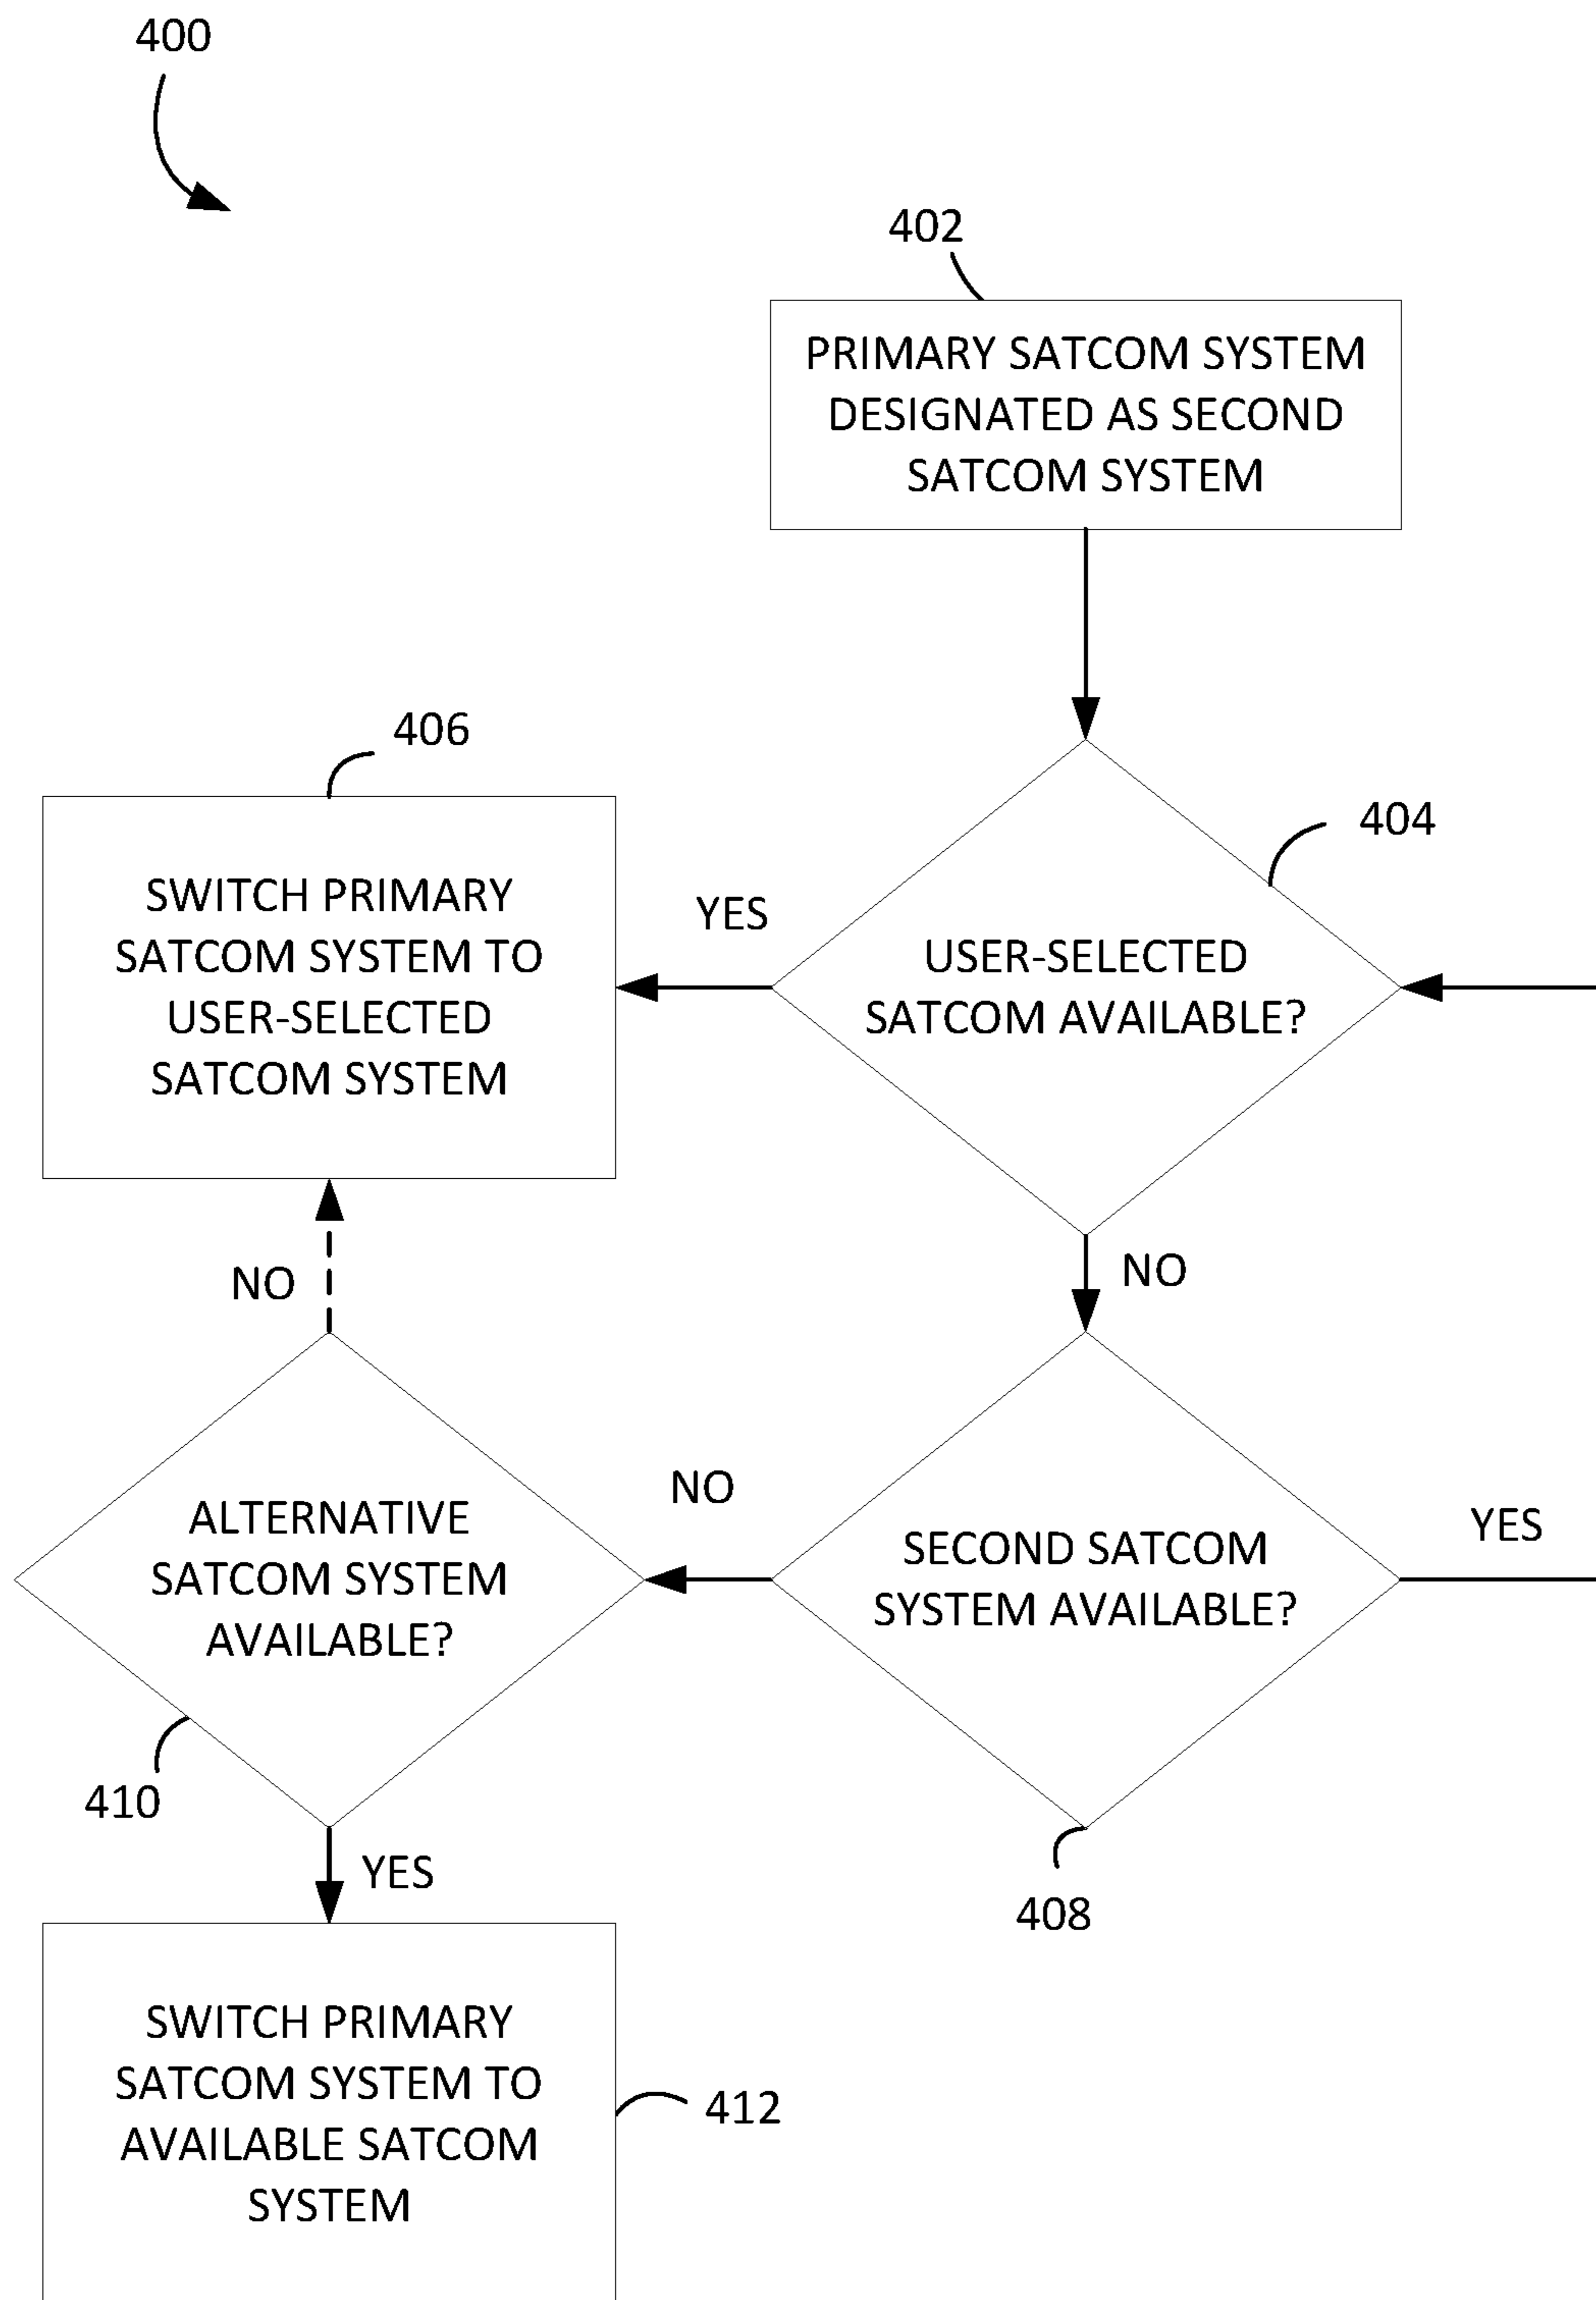 400
402
PRIMARY SATCOM SYSTEM
DESIGNATED AS SECOND
SATCOM SYSTEM
406
404
SWITCH PRIMARY
SATCOM SYSTEM TO
USER-SELECTED
SATCOM SYSTEM
YES
USER-SELECTED
SATCOM AVAILABLE?
NO
NO
ALTERNATIVE
SATCOM SYSTEM
AVAILABLE?
NO
SECOND SATCOM
SYSTEM AVAILABLE?
YES
410
YES
408
SWITCH PRIMARY
SATCOM SYSTEM TO
AVAILABLE SATCOM
SYSTEM
412